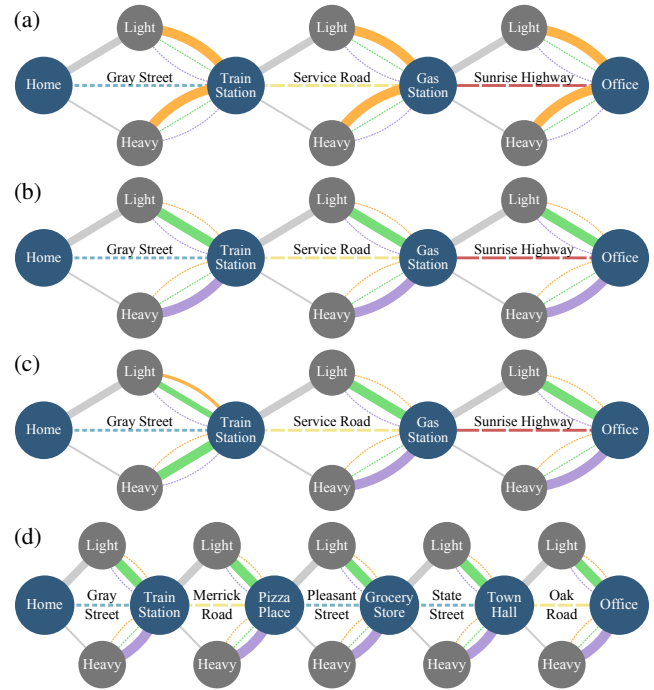 (a)
Light Light Light
Home Gray Street Train Station Service Road Gas Station Sunrise Highway Office
Heavy Heavy Heavy
(b)
Light Light Light
Home Gray Street Train Station Service Road Gas Station Sunrise Highway Office
Heavy Heavy Heavy
(c)
Light Light Light
Home Gray Street Train Station Service Road Gas Station Sunrise Highway Office
Heavy Heavy Heavy
(d)
Light Light Light Light Light
Home Gray Street Train Station Merrick Road Pizza Place Pleasant Street Grocery Store State Street Town Hall Oak Road Office
Heavy Heavy Heavy Heavy Heavy